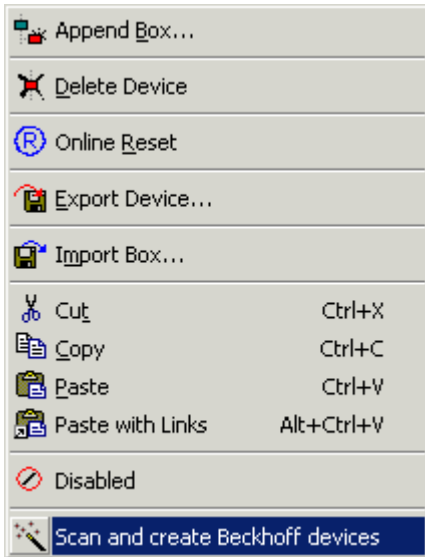 Append Box...
Delete Device
R Online Reset
Export Device...
Import Box...
Cut Ctrl+X
Copy Ctrl+C
Paste Ctrl+V
Paste with Links Alt+Ctrl+V
Disabled
Scan and create Beckhoff devices